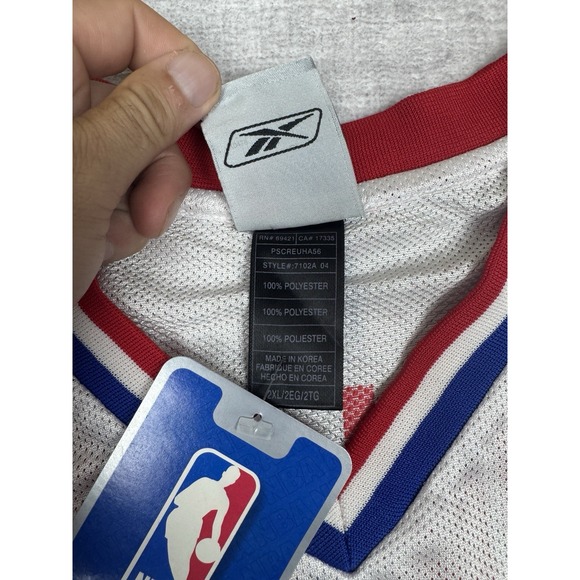 RN# 69427 CA# 17335
PSCREUHA56
STYLE#:7102A 04
100% POLYESTER
100% POLYESTER
100% POLIESTER
MADE IN KOREA
FABRIQUE EN COREE
HECHO EN COREA
2XL/2EG/2TG